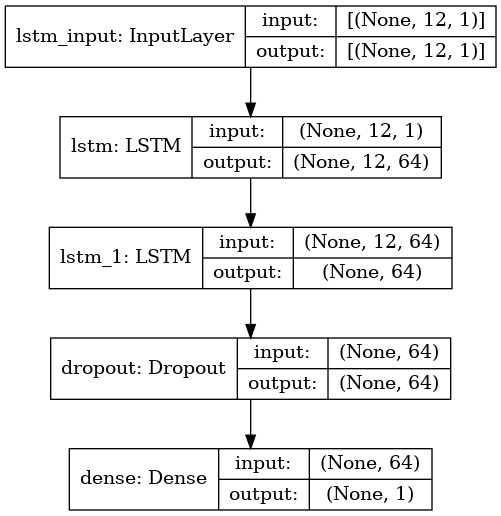 lstm_input: InputLayer
input: [(None, 12, 1)]
output: [(None, 12, 1)]
lstm: LSTM
input: (None, 12, 1)
output: (None, 12, 64)
lstm_1: LSTM
input: (None, 12, 64)
output: (None, 64)
dropout: Dropout
input: (None, 64)
output: (None, 64)
dense: Dense
input: (None, 64)
output: (None, 1)